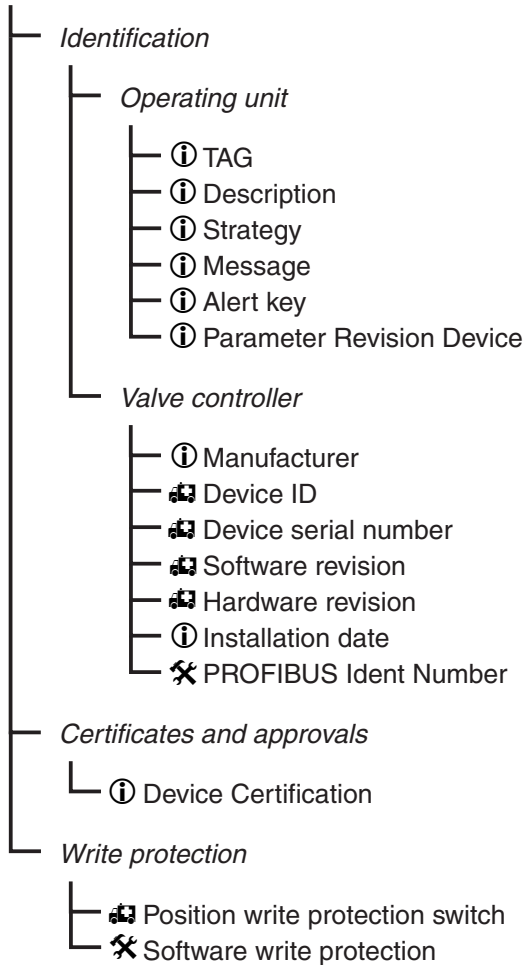 Identification
Operating unit
TAG
Description
Strategy
Message
Alert key
Parameter Revision Device
Valve controller
Manufacturer
Device ID
Device serial number
Software revision
Hardware revision
Installation date
PROFIBUS Ident Number
Certificates and approvals
Device Certification
Write protection
Position write protection switch
Software write protection